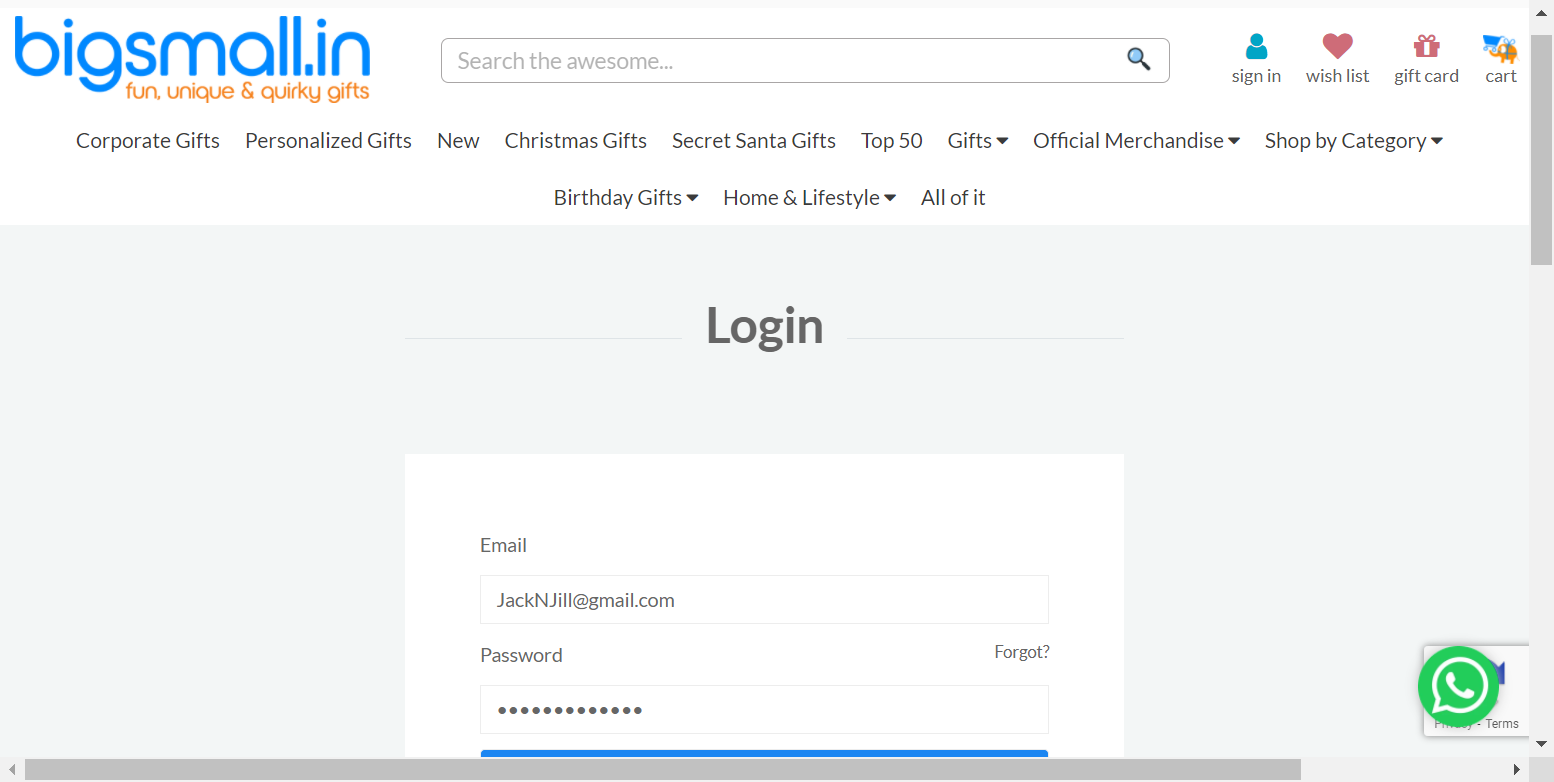 bigsmall.in
fun, unique & quirky gifts
Search the awesome...
sign in
wish list
gift card
cart
Corporate Gifts Personalized Gifts New Christmas Gifts Secret Santa Gifts Top 50 Gifts Official Merchandise Shop by Category
Birthday Gifts Home & Lifestyle All of it
Login
Email
JackNJill@gmail.com
Password
Forgot?
•••••••••••••
Privacy - Terms